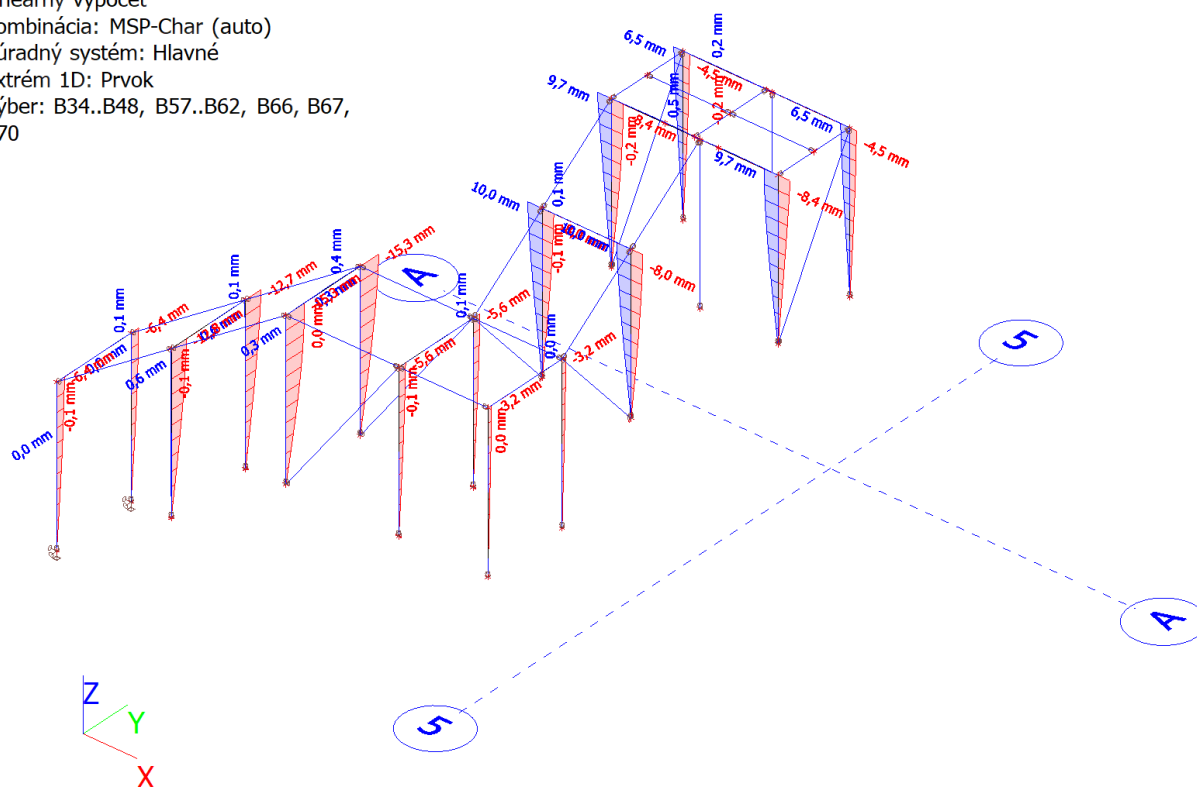 neárny výpočet
ombinácia: MSP-Char (auto)
úradný systém: Hlavné
xtrém 1D: Prvok
ýber: B34..B48, B57..B62, B66, B67,
70
6,5 mm
0,2 mm
-4,5 mm
9,7 mm
0,5 mm
-0,2 mm
6,5 mm
-8,4 mm
-0,2 mm
9,7 mm
-4,5 mm
10,0 mm
0,1 mm
-8,4 mm
-0,1 mm
-8,0 mm
0,4 mm
-15,3 mm
A
0,1 mm
-12,7 mm
0,1 mm
-6,4 mm
0,3 mm
0,0 mm
0,1 mm
-5,6 mm
0,0 mm
-3,2 mm
5
0,6 mm
-0,1 mm
-5,6 mm
-0,1 mm
-3,2 mm
0,0 mm
0,0 mm
-0,1 mm
A
5
Z
Y
X